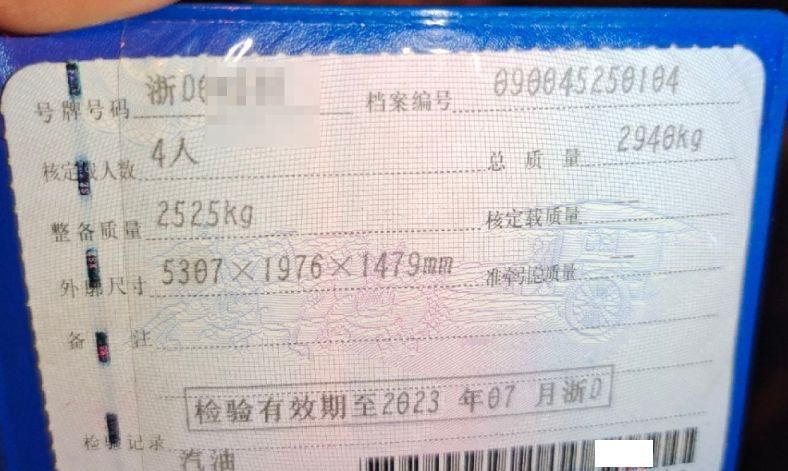 号牌号码 浙D0 档案编号 090045250104
核定载人数 4人 总质量 2940kg
整备质量 2525kg 核定载质量 --
外廓尺寸 5307×1976×1479mm 准牵引总质量 --
备注
检验有效期至2023 年07 月浙D
检验记录
汽油